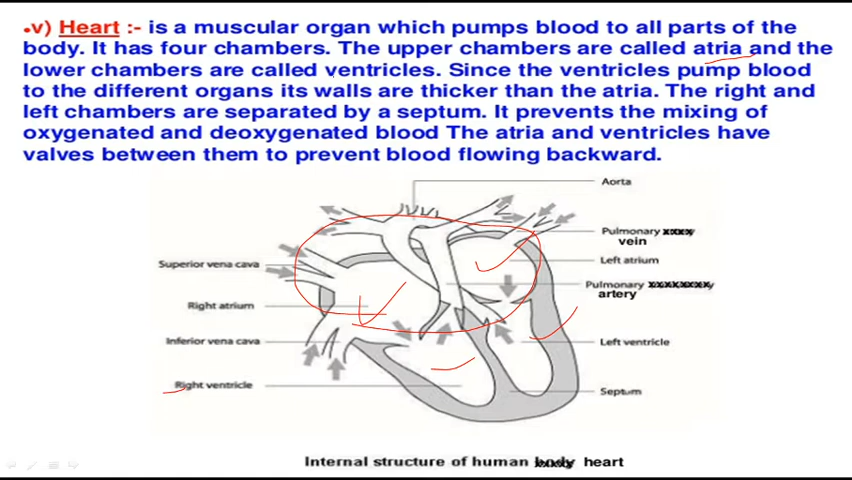 •v) Heart :- is a muscular organ which pumps blood to all parts of the
body. It has four chambers. The upper chambers are called atria and the
lower chambers are called ventricles. Since the ventricles pump blood
to the different organs its walls are thicker than the atria. The right and
left chambers are separated by a septum. It prevents the mixing of
oxygenated and deoxygenated blood The atria and ventricles have
valves between them to prevent blood flowing backward.
Aorta
Pulmonary
vein
Superior vena cava
Left atrium
Pulmonary
artery
Right atrium
Inferior vena cava
Left ventricle
Right ventricle
Septum
Internal structure of human body heart